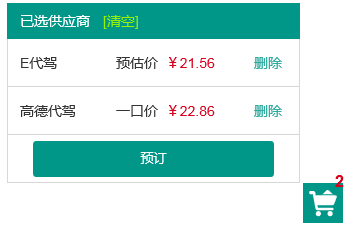 已选供应商 [清空]
E代驾 预估价 ¥21.56 删除
高德代驾 一口价 ¥22.86 删除
预订
2